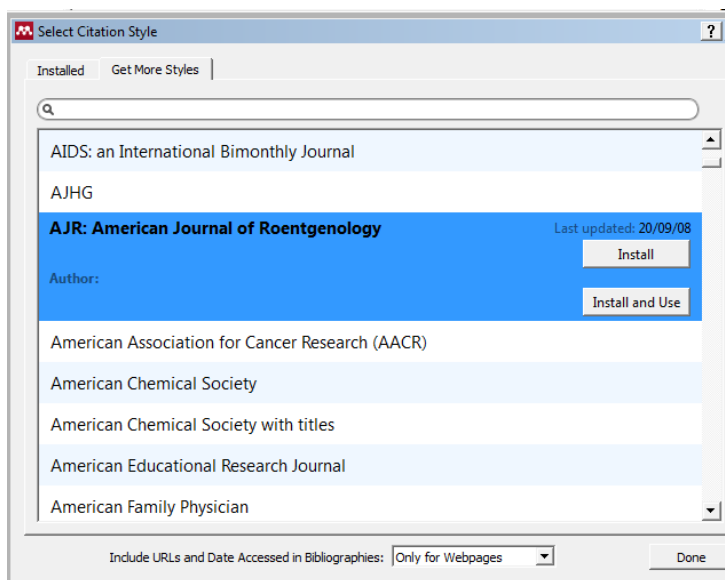 Select Citation Style
?
Installed Get More Styles
AIDS: an International Bimonthly Journal
AJHG
AJR: American Journal of Roentgenology Last updated: 20/09/08
Install
Author:
Install and Use
American Association for Cancer Research (AACR)
American Chemical Society
American Chemical Society with titles
American Educational Research Journal
American Family Physician
Include URLs and Date Accessed in Bibliographies: Only for Webpages Done